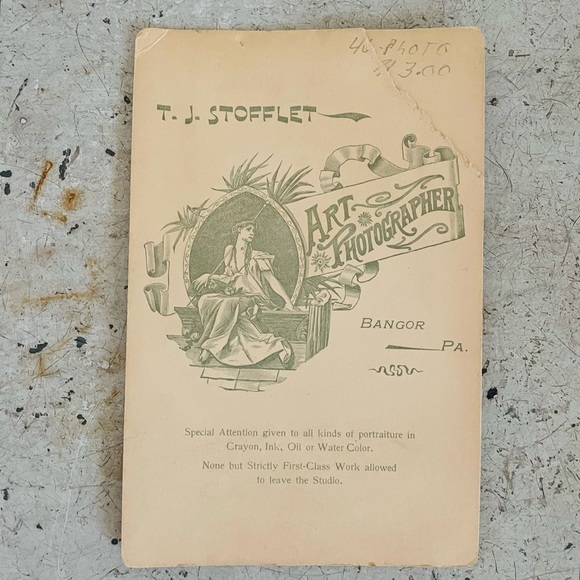 46-PHOTO
$3.00
T. J. STOFFLET
ART
PHOTOGRAPHER
BANGOR
PA.
Special Attention given to all kinds of portraiture in
Crayon, Ink, Oil or Water Color.
None but Strictly First-Class Work allowed
to leave the Studio.